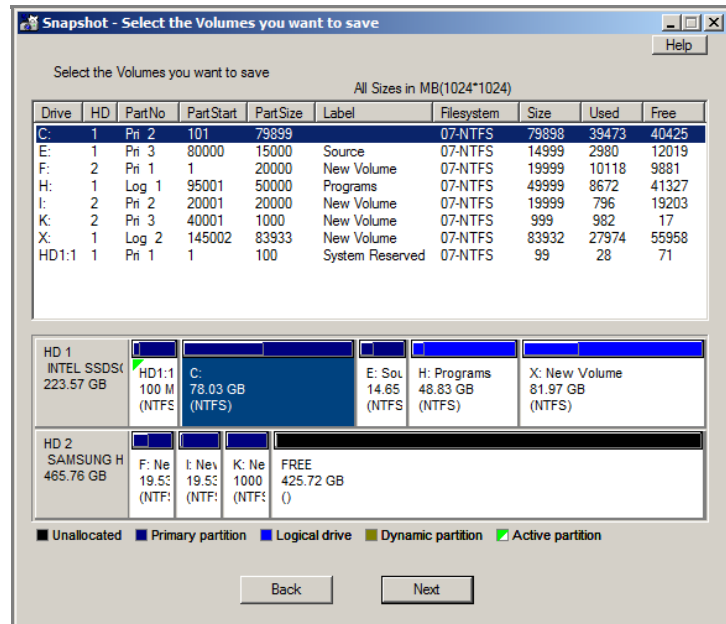 Snapshot - Select the Volumes you want to save
Help
Select the Volumes you want to save
All Sizes in MB(1024*1024)
Drive HD PartNo PartStart PartSize Label Filesystem Size Used Free
C: 1 Pri 2 101 79899 07-NTFS 79898 39473 40425
E: 1 Pri 3 80000 15000 Source 07-NTFS 14999 2980 12019
F: 2 Pri 1 1 20000 New Volume 07-NTFS 19999 10118 9881
H: 1 Log 1 95001 50000 Programs 07-NTFS 49999 8672 41327
I: 2 Pri 2 20001 20000 New Volume 07-NTFS 19999 796 19203
K: 2 Pri 3 40001 1000 New Volume 07-NTFS 999 982 17
X: 1 Log 2 145002 83933 New Volume 07-NTFS 83932 27974 55958
HD1:1 1 Pri 1 1 100 System Reserved 07-NTFS 99 28 71
HD 1
INTEL SSDS(
223.57 GB
HD1:1
100 M
(NTFS
C:
78.03 GB
(NTFS)
E: Sou
14.65
(NTFS
H: Programs
48.83 GB
(NTFS)
X: New Volume
81.97 GB
(NTFS)
HD 2
SAMSUNG H
465.76 GB
F: Ne
19.53
(NTFS
I: Nev
19.53
(NTFS
K: Ne
1000
(NTFS
FREE
425.72 GB
()
Unallocated Primary partition Logical drive Dynamic partition Active partition
Back Next